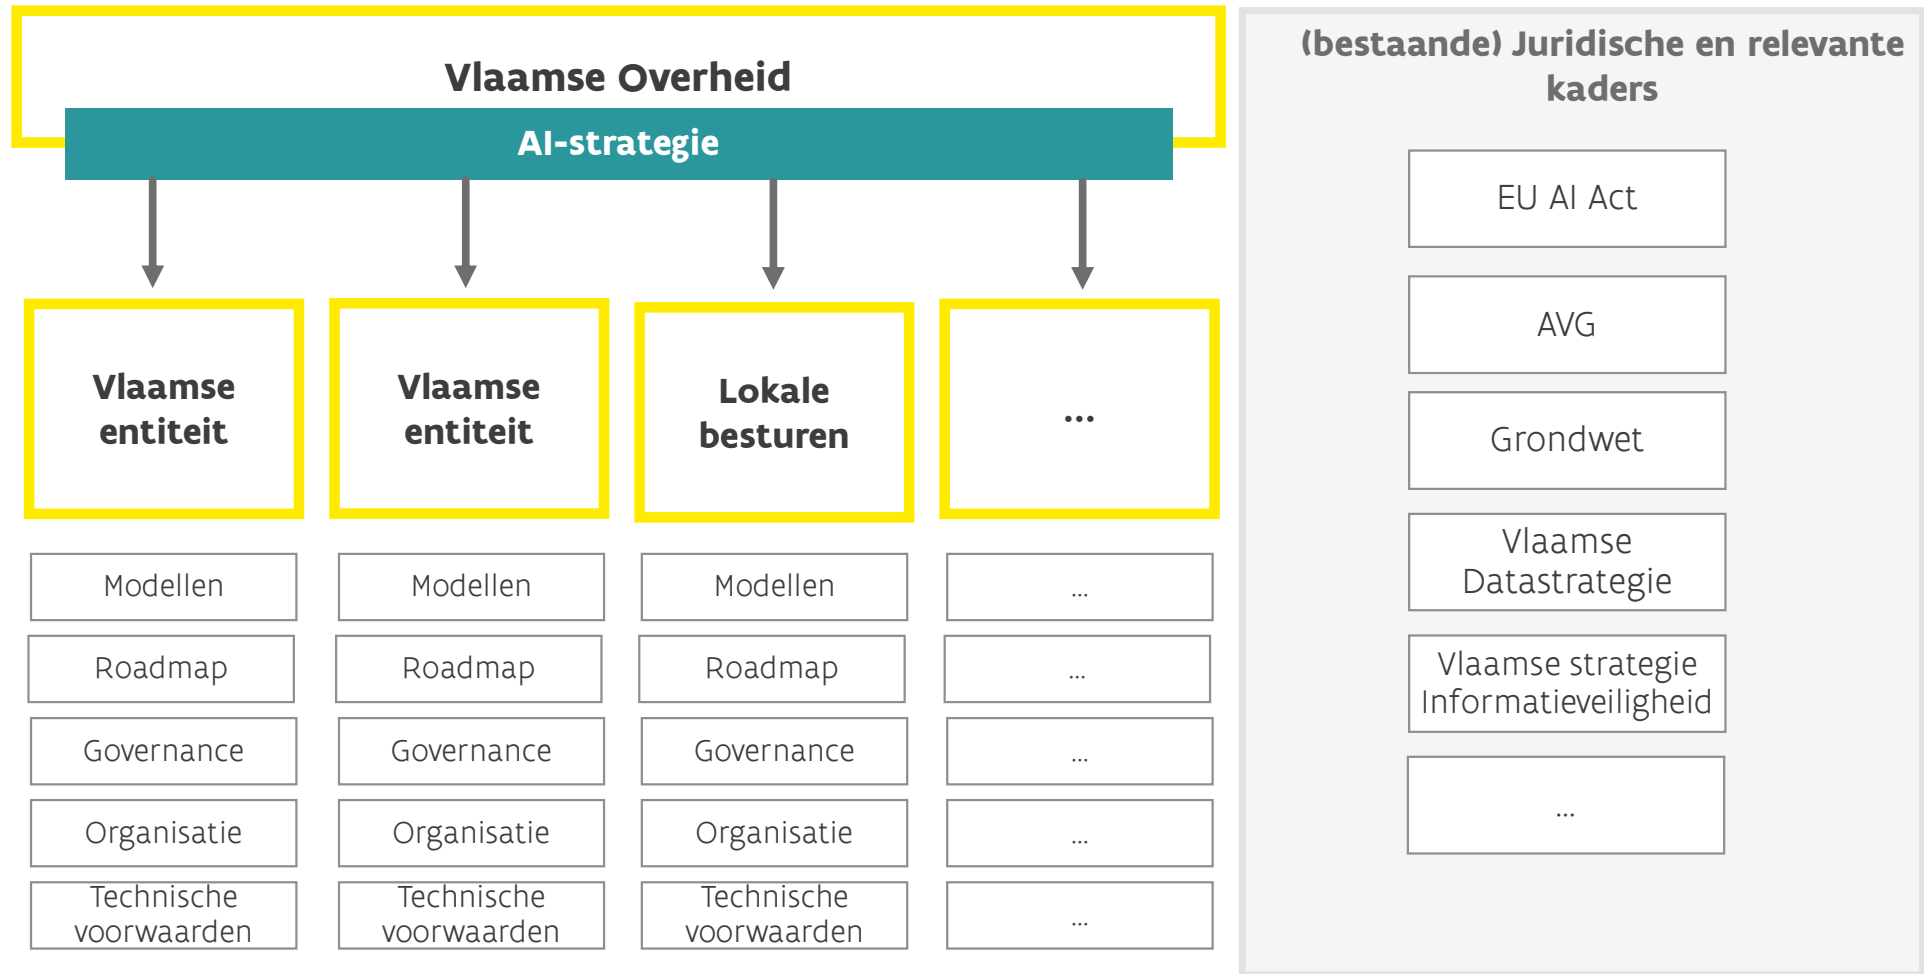 Vlaamse Overheid
AI-strategie
Vlaamse
entiteit
Vlaamse
entiteit
Lokale
besturen
...
Modellen
Modellen
Modellen
...
Roadmap
Roadmap
Roadmap
...
Governance
Governance
Governance
...
Organisatie
Organisatie
Organisatie
...
Technische
voorwaarden
Technische
voorwaarden
Technische
voorwaarden
...
(bestaande) Juridische en relevante
kaders
EU AI Act
AVG
Grondwet
Vlaamse
Datastrategie
Vlaamse strategie
Informatieveiligheid
...